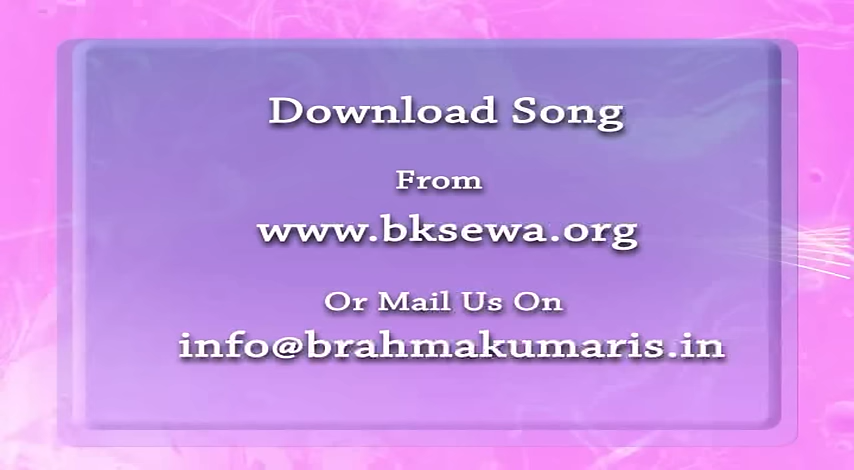 Download Song
From
www.bksewa.org
Or Mail Us On
info@brahmakumaris.in